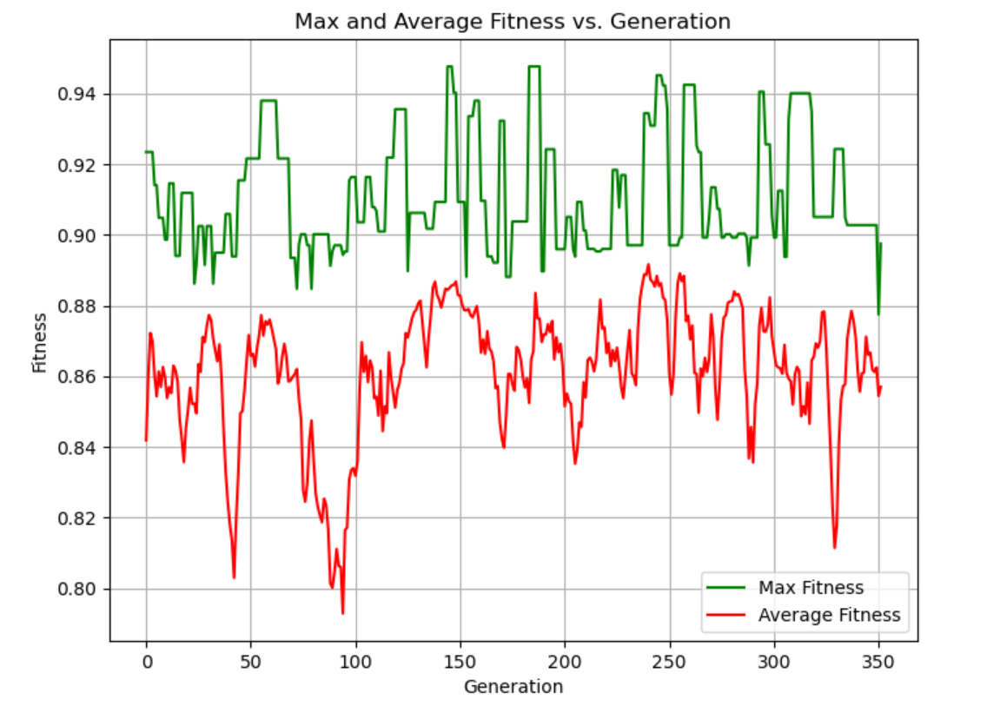 Max and Average Fitness vs. Generation
0.94
0.92
0.90
0.88
0.86
0.84
0.82
0.80
Fitness
Max Fitness
Average Fitness
0 50 100 150 200 250 300 350
Generation